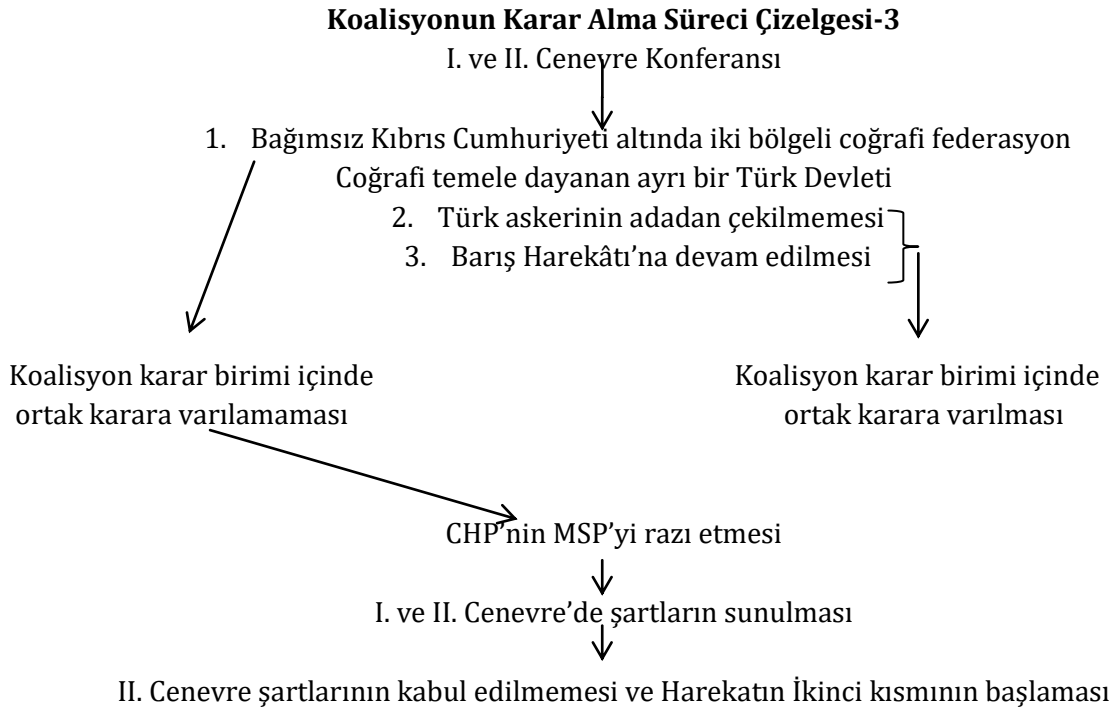 Koalisyonun Karar Alma Süreci Çizelgesi-3
I. ve II. Cenevre Konferansı
1. Bağımsız Kıbrıs Cumhuriyeti altında iki bölgeli coğrafi federasyon
Coğrafi temele dayanan ayrı bir Türk Devleti
2. Türk askerinin adadan çekilmemesi
3. Barış Harekâtı’na devam edilmesi
Koalisyon karar birimi içinde
ortak karara varılamaması
Koalisyon karar birimi içinde
ortak karara varılması
CHP’nin MSP’yi razı etmesi
I. ve II. Cenevre’de şartların sunulması
II. Cenevre şartlarının kabul edilmemesi ve Harekatın İkinci kısmının başlaması